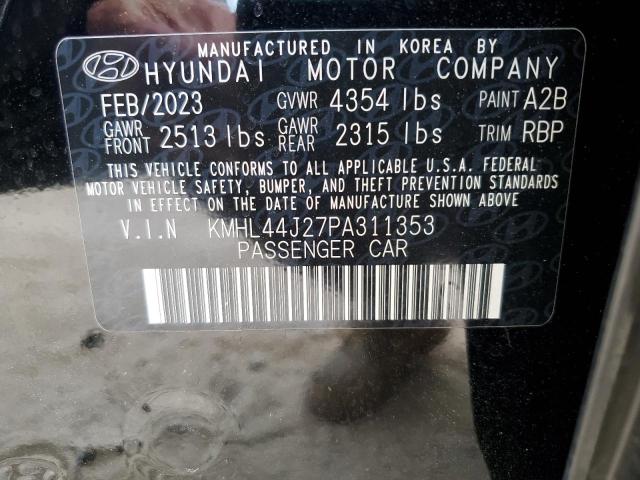 MANUFACTURED IN KOREA BY
HYUNDAI MOTOR COMPANY
FEB/2023 GVWR 4354 lbs PAINT A2B
GAWR FRONT 2513 lbs GAWR REAR 2315 lbs TRIM RBP
THIS VEHICLE CONFORMS TO ALL APPLICABLE U.S.A. FEDERAL
MOTOR VEHICLE SAFETY, BUMPER, AND THEFT PREVENTION STANDARDS
IN EFFECT ON THE DATE OF MANUFACTURE SHOWN ABOVE
V.I.N KMHL44J27PA311353
PASSENGER CAR